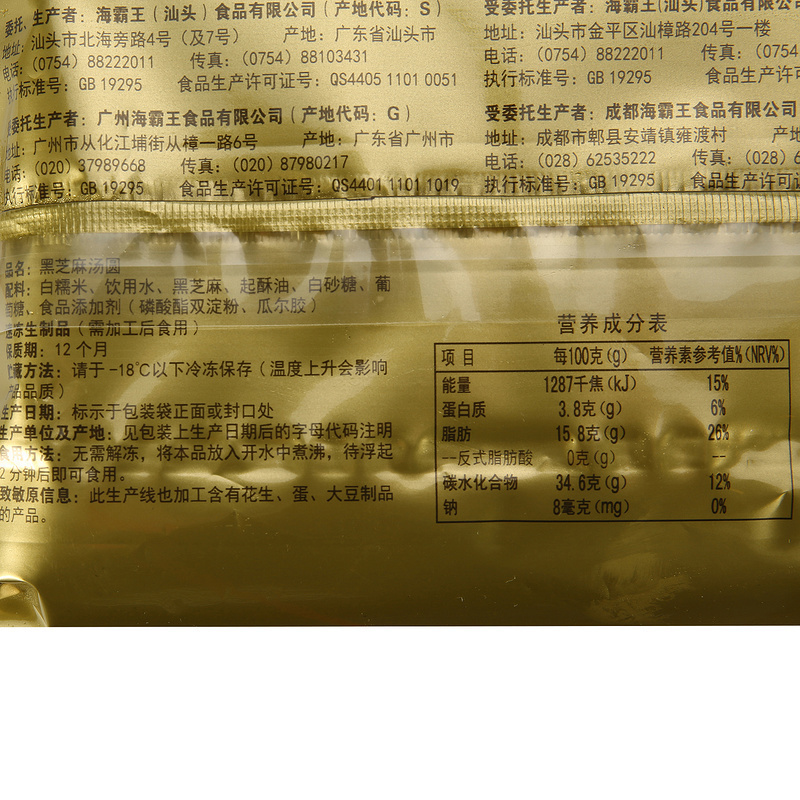 委托、生产者：海霸王（汕头）食品有限公司（产地代码：S）
地址：汕头市北海旁路4号（及7号） 产地：广东省汕头市
电话：（0754）88222011 传真：（0754）88103431
执行标准号：GB 19295 食品生产许可证号：QS4405 1101 0051
受委托生产者：广州海霸王食品有限公司（产地代码：G）
地址：广州市从化江埔街从樟一路6号 产地：广东省广州市
电话：（020）37989668 传真：（020）87980217
执行标准号：GB 19295 食品生产许可证号：QS4401 1101 1019
受委托生产者：海霸王(汕头)食品有限公
地址：汕头市金平区汕樟路204号一楼
电话：（0754）88222011 传真：（0754
执行标准号：GB 19295 食品生产许可
受委托生产者：成都海霸王食品有限公
地址：成都市郫县安靖镇雍渡村 产地
电话：（028）62535222 传真：（028）6
执行标准号：GB 19295 食品生产许可
品名：黑芝麻汤圆
配料：白糯米、饮用水、黑芝麻、起酥油、白砂糖、葡
萄糖、食品添加剂（磷酸酯双淀粉、瓜尔胶）
速冻生制品（需加工后食用）
保质期：12个月
贮藏方法：请于-18℃以下冷冻保存（温度上升会影响
产品品质）
生产日期：标示于包装袋正面或封口处
生产单位及产地：见包装上生产日期后的字母代码注明
食用方法：无需解冻，将本品放入开水中煮沸，待浮起
2分钟后即可食用。
致敏原信息：此生产线也加工含有花生、蛋、大豆制品
的产品。
营养成分表
项目 每100克(g) 营养素参考值%(NRV%)
能量 1287千焦(kJ) 15%
蛋白质 3.8克(g) 6%
脂肪 15.8克(g) 26%
--反式脂肪酸 0克(g) --
碳水化合物 34.6克(g) 12%
钠 8毫克(mg) 0%